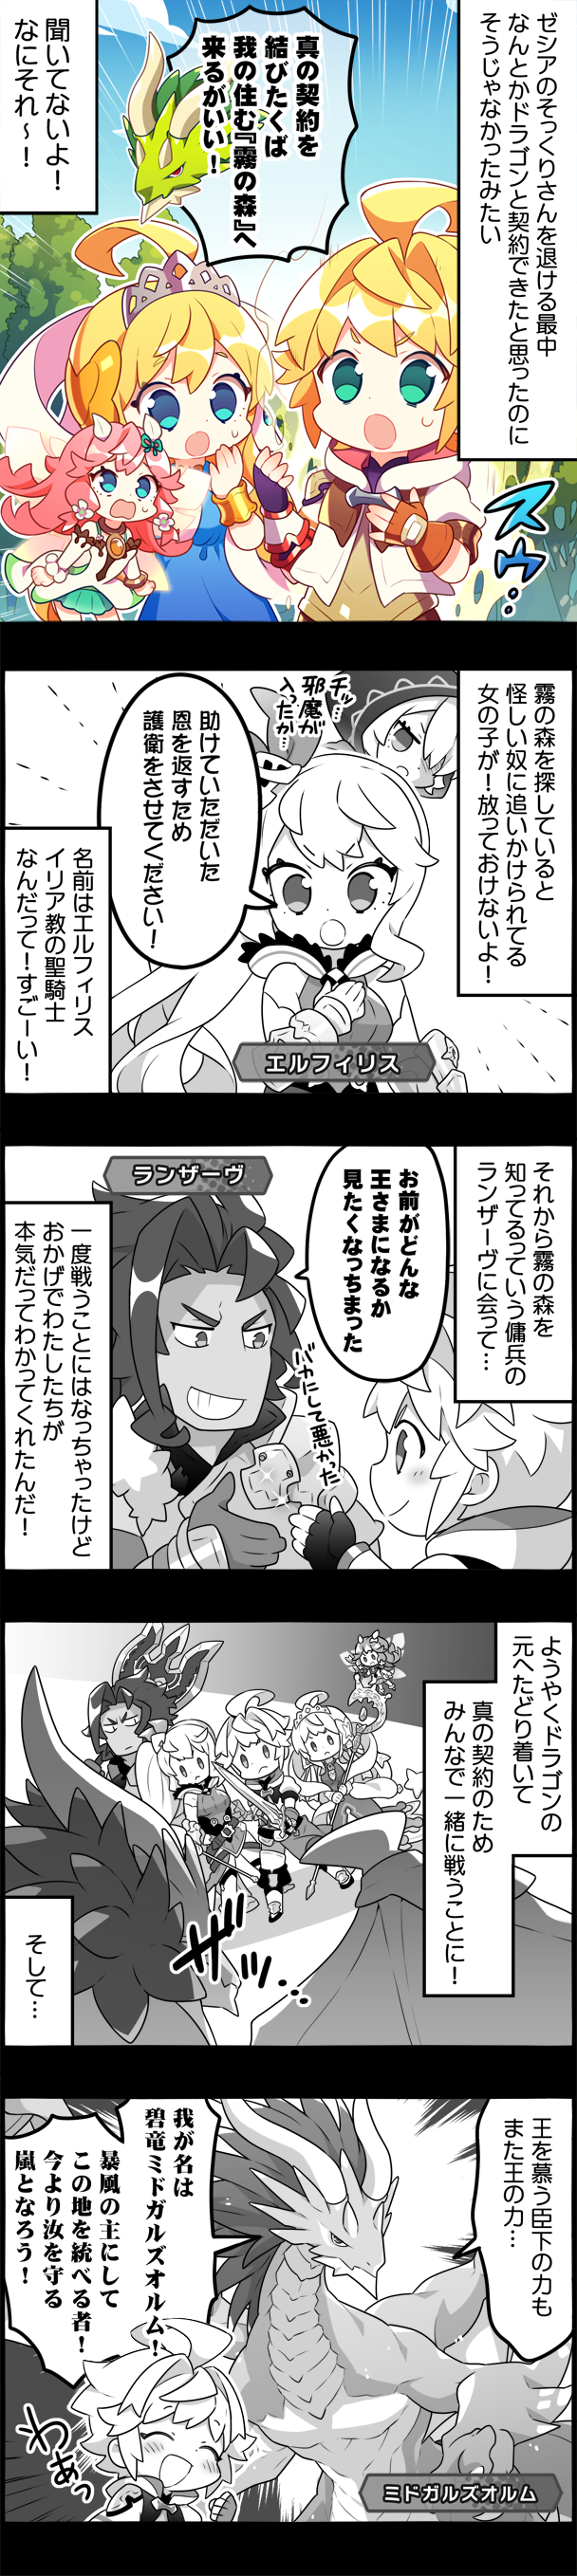 ゼシアのそっくりさんを退ける最中
なんとかドラゴンと契約できたと思ったのに
そうじゃなかったみたい
真の契約を
結びたくば
我の住む『霧の森』へ
来るがいい！
聞いてないよ！
なにそれ～！
スゥ…
霧の森を探していると
怪しい奴に追いかけられてる
女の子が！放っておけないよ！
チッ…
邪魔が
入ったか…
助けていただいた
恩を返すため
護衛をさせてください！
名前はエルフィリス
イリア教の聖騎士
なんだって！すごーい！
エルフィリス
それから霧の森を
知ってるっていう傭兵の
ランザーヴに会って…
ランザーヴ
お前がどんな
王さまになるか
見たくなっちまった
バカにして悪かった
一度戦うことにはなっちゃったけど
おかげでわたしたちが
本気だってわかってくれたんだ！
ようやくドラゴンの
元へたどり着いて
真の契約のため
みんなで一緒に戦うことに！
ザッ…
そして…
王を慕う臣下の力も
また王の力…
我が名は
碧竜ミドガルズオルム！
暴風の主にして
この地を統べる者！
今より汝を守る
嵐となろう！
わあっ
ミドガルズオルム